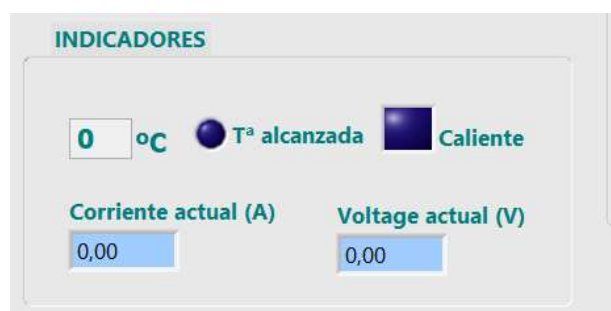 INDICADORES
0 ºC Tª alcanzada Caliente
Corriente actual (A) Voltage actual (V)
0,00 0,00